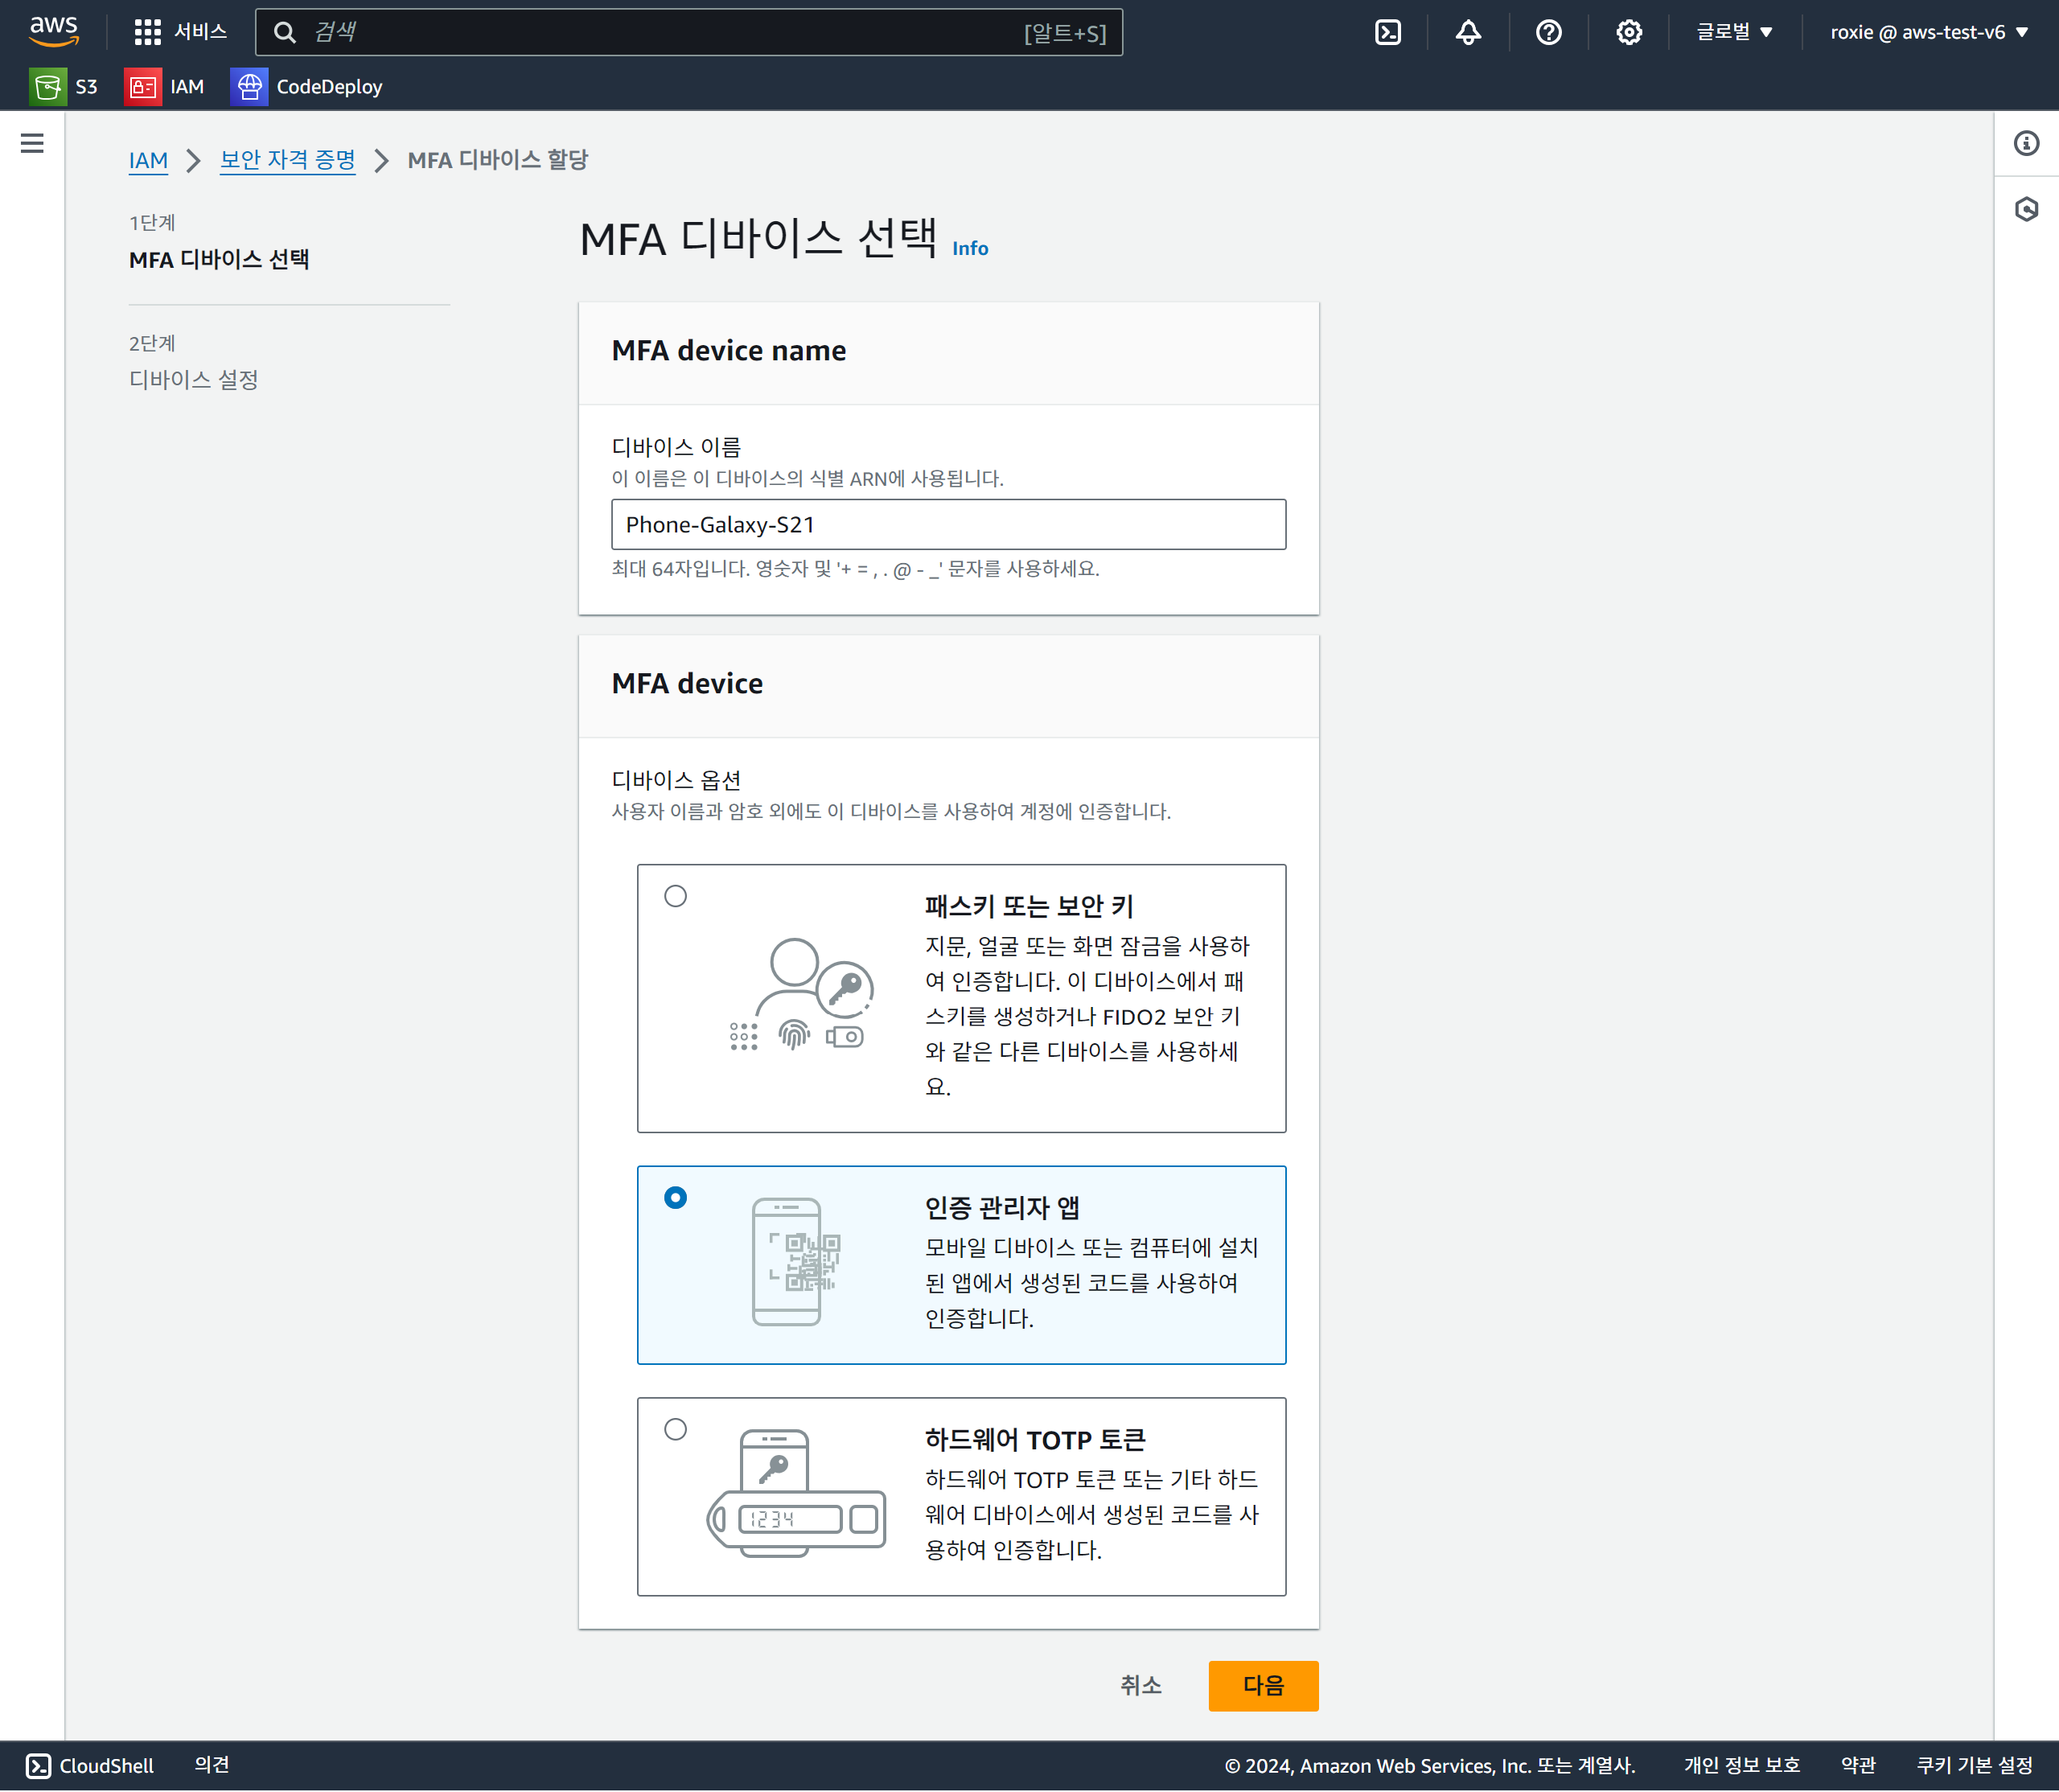 aws 서비스 검색 [알트+S] 글로벌 ▼ roxie @ aws-test-v6 ▼
S3 IAM CodeDeploy
IAM > 보안 자격 증명 > MFA 디바이스 할당
1단계
MFA 디바이스 선택
2단계
디바이스 설정
MFA 디바이스 선택 Info
MFA device name
디바이스 이름
이 이름은 이 디바이스의 식별 ARN에 사용됩니다.
Phone-Galaxy-S21
최대 64자입니다. 영숫자 및 '+ = , . @ - _' 문자를 사용하세요.
MFA device
디바이스 옵션
사용자 이름과 암호 외에도 이 디바이스를 사용하여 계정에 인증합니다.
패스키 또는 보안 키
지문, 얼굴 또는 화면 잠금을 사용하
여 인증합니다. 이 디바이스에서 패
스키를 생성하거나 FIDO2 보안 키
와 같은 다른 디바이스를 사용하세
요.
인증 관리자 앱
모바일 디바이스 또는 컴퓨터에 설치
된 앱에서 생성된 코드를 사용하여
인증합니다.
하드웨어 TOTP 토큰
하드웨어 TOTP 토큰 또는 기타 하드
웨어 디바이스에서 생성된 코드를 사
용하여 인증합니다.
1234
취소 다음
CloudShell 의견 © 2024, Amazon Web Services, Inc. 또는 계열사. 개인 정보 보호 약관 쿠키 기본 설정